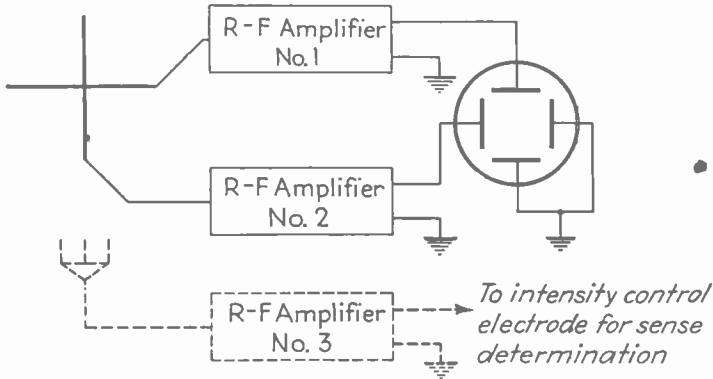 R-F Amplifier
No. 1
R-F Amplifier
No. 2
R-F Amplifier
No. 3
To intensity control
electrode for sense
determination